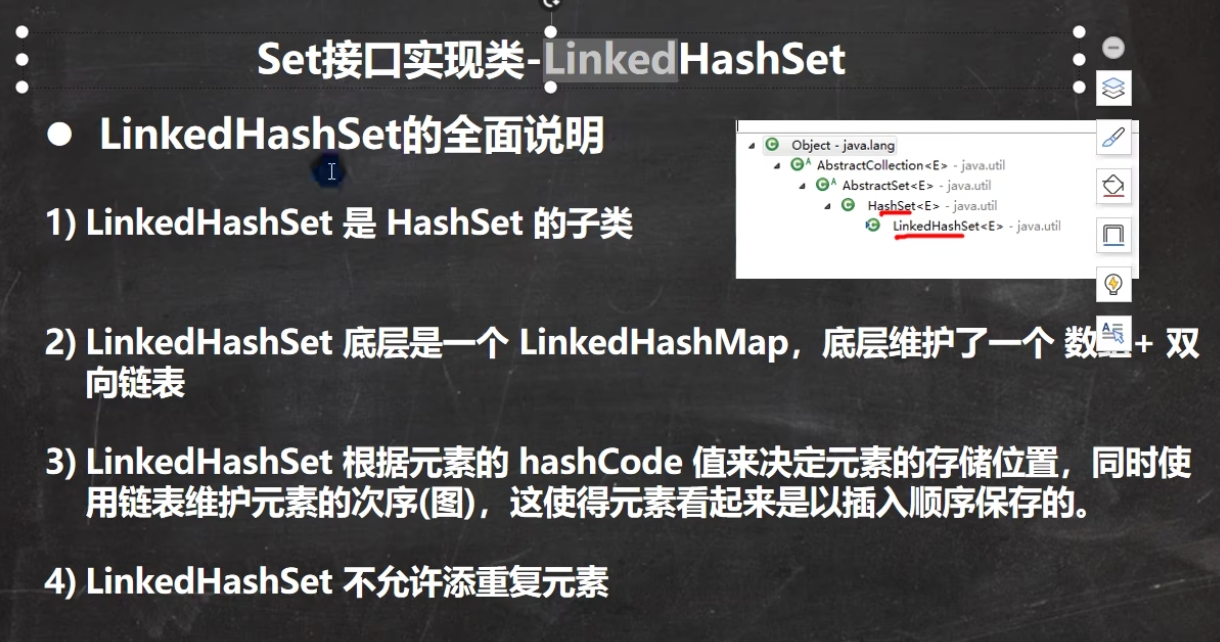 Set接口实现类-LinkedHashSet
● LinkedHashSet的全面说明
Object - java.lang
AbstractCollection<E> - java.util
AbstractSet<E> - java.util
HashSet<E> - java.util
LinkedHashSet<E> - java.util
1) LinkedHashSet 是 HashSet 的子类
2) LinkedHashSet 底层是一个 LinkedHashMap，底层维护了一个 数组+ 双
向链表
3) LinkedHashSet 根据元素的 hashCode 值来决定元素的存储位置，同时使
用链表维护元素的次序(图)，这使得元素看起来是以插入顺序保存的。
4) LinkedHashSet 不允许添重复元素